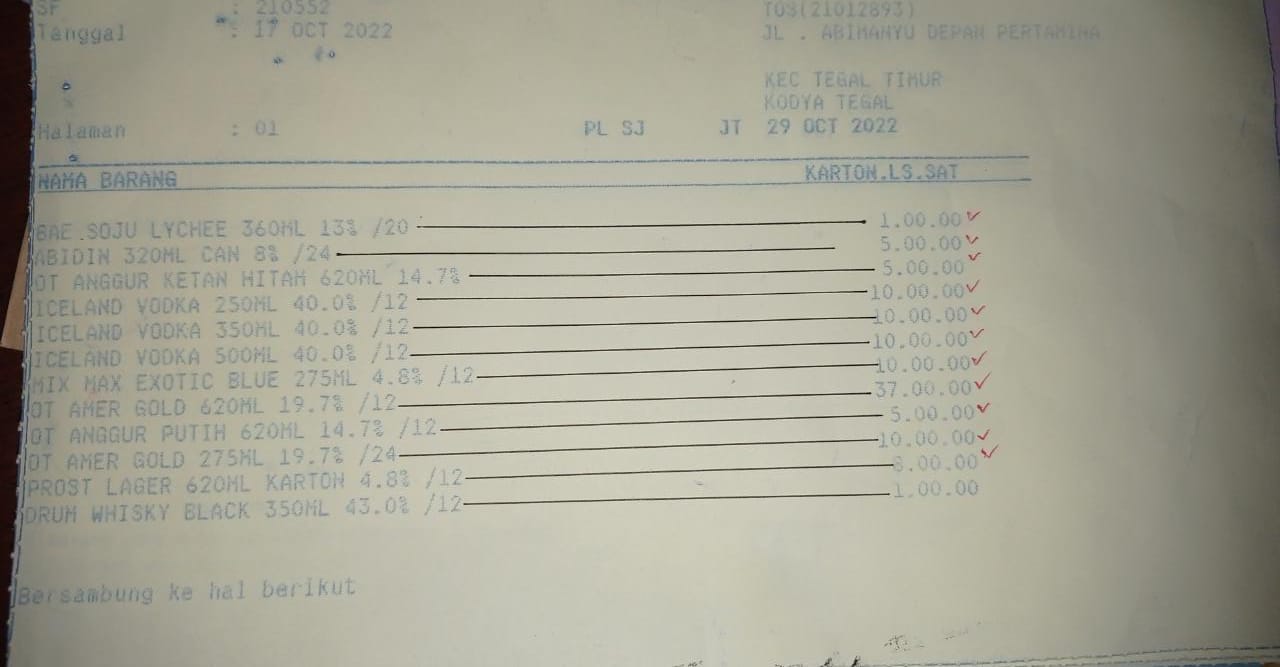 SF : 210552 TOS(21012893)
Tanggal : 17 OCT 2022 JL . ABIMANYU DEPAN PERTAMINA
KEC TEGAL TIMUR
KODYA TEGAL
Halaman : 01 PL SJ JT 29 OCT 2022
NAMA BARANG KARTON.LS.SAT
BAE SOJU LYCHEE 360ML 13% /20 1.00.00
ABIDIN 320ML CAN 8% /24 5.00.00
OT ANGGUR KETAN HITAM 620ML 14.7% 5.00.00
ICELAND VODKA 250ML 40.0% /12 10.00.00
ICELAND VODKA 350ML 40.0% /12 10.00.00
ICELAND VODKA 500ML 40.0% /12 10.00.00
MIX MAX EXOTIC BLUE 275ML 4.8% /12 10.00.00
OT AMER GOLD 620ML 19.7% /12 37.00.00
OT ANGGUR PUTIH 620ML 14.7% /12 5.00.00
OT AMER GOLD 275ML 19.7% /24 10.00.00
PROST LAGER 620ML KARTON 4.8% /12 8.00.00
DRUM WHISKY BLACK 350ML 43.0% /12 1.00.00
Bersambung ke hal berikut